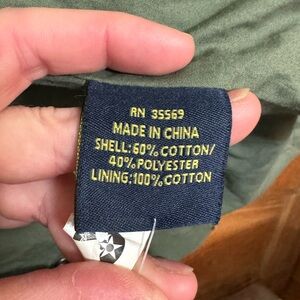 RN 35569
MADE IN CHINA
SHELL: 60% COTTON/
40% POLYESTER
LINING: 100% COTTON